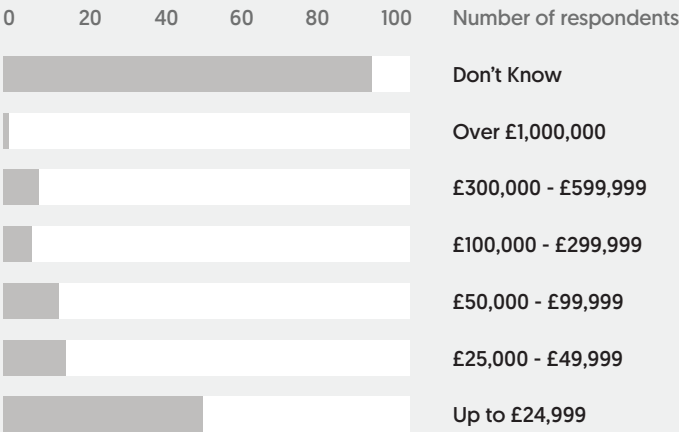 0 20 40 60 80 100 Number of respondents
Don't Know
Over £1,000,000
£300,000 - £599,999
£100,000 - £299,999
£50,000 - £99,999
£25,000 - £49,999
Up to £24,999